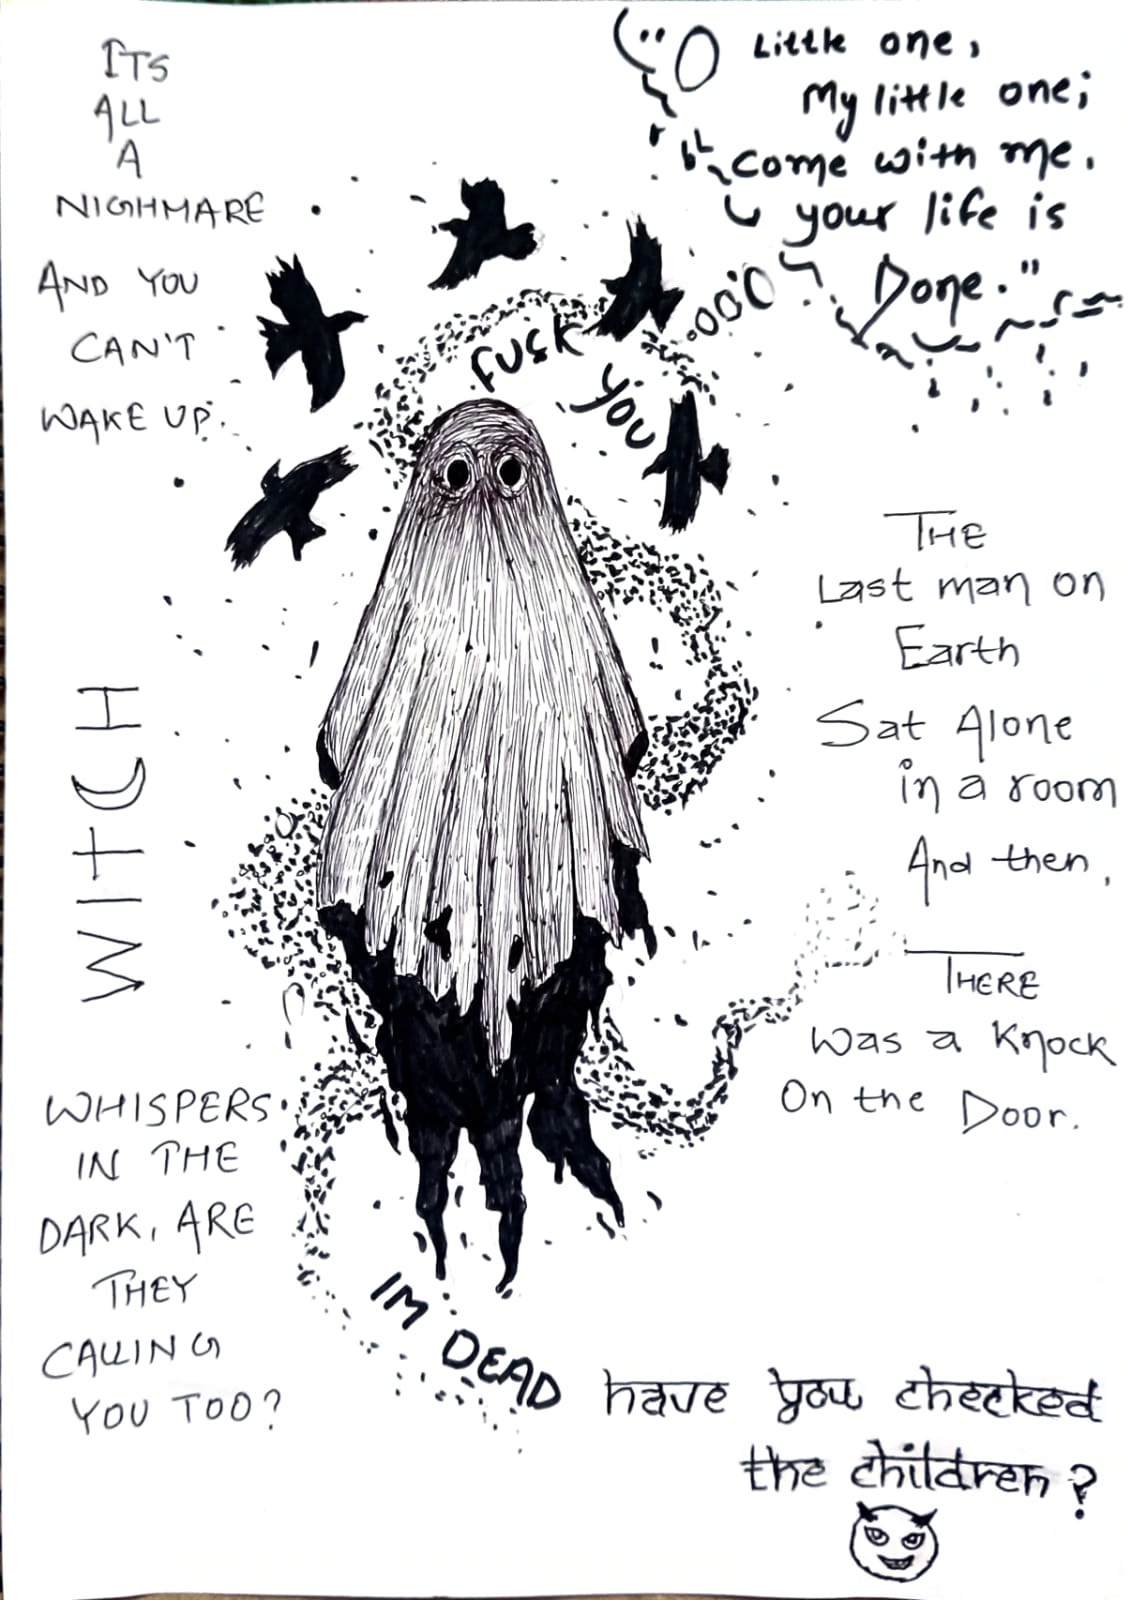 ITS
ALL
A
NIGHMARE
AND YOU
CAN'T
WAKE UP.
"O Little one,
My little one;
come with me.
your life is
Done."
FUCK
YOU
THE
Last man on
Earth
Sat Alone
in a room
And then,
THERE
Was a Knock
On the Door.
WITCH
WHISPERS
IN THE
DARK, ARE
THEY
CALLING
YOU TOO?
IM DEAD
have you checked
the children?